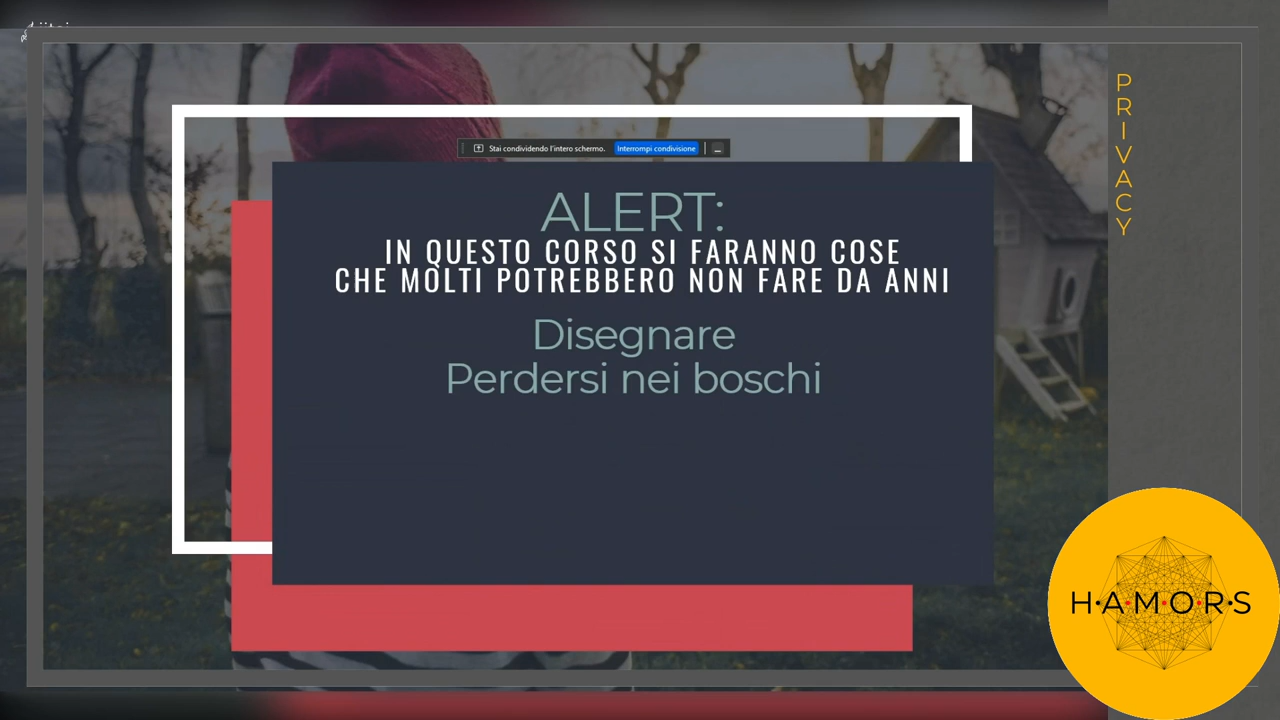 Stai condividendo l'intero schermo. Interrompi condivisione
ALERT:
IN QUESTO CORSO SI FARANNO COSE
CHE MOLTI POTREBBERO NON FARE DA ANNI
Disegnare
Perdersi nei boschi
PRIVACY
H·A·M·O·R·S